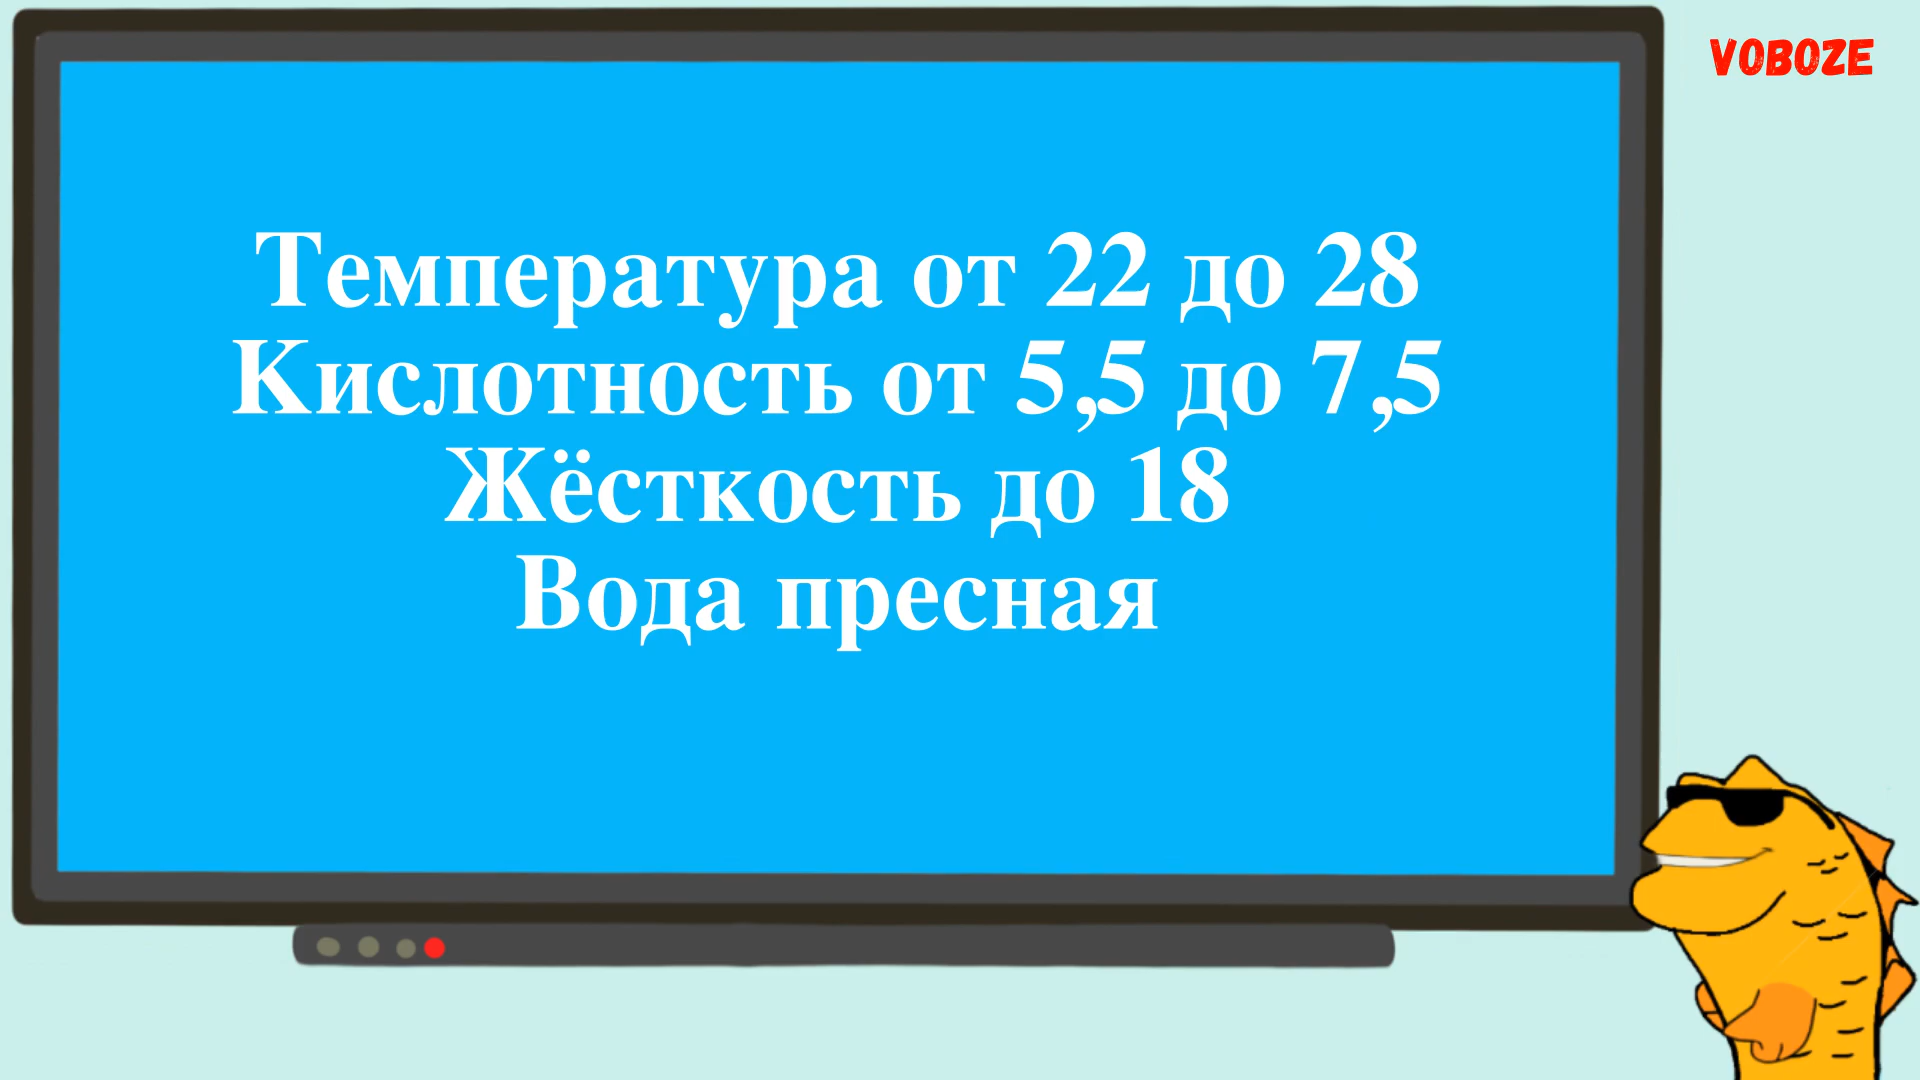 VOBOZE
Температура от 22 до 28
Кислотность от 5,5 до 7,5
Жёсткость до 18
Вода пресная